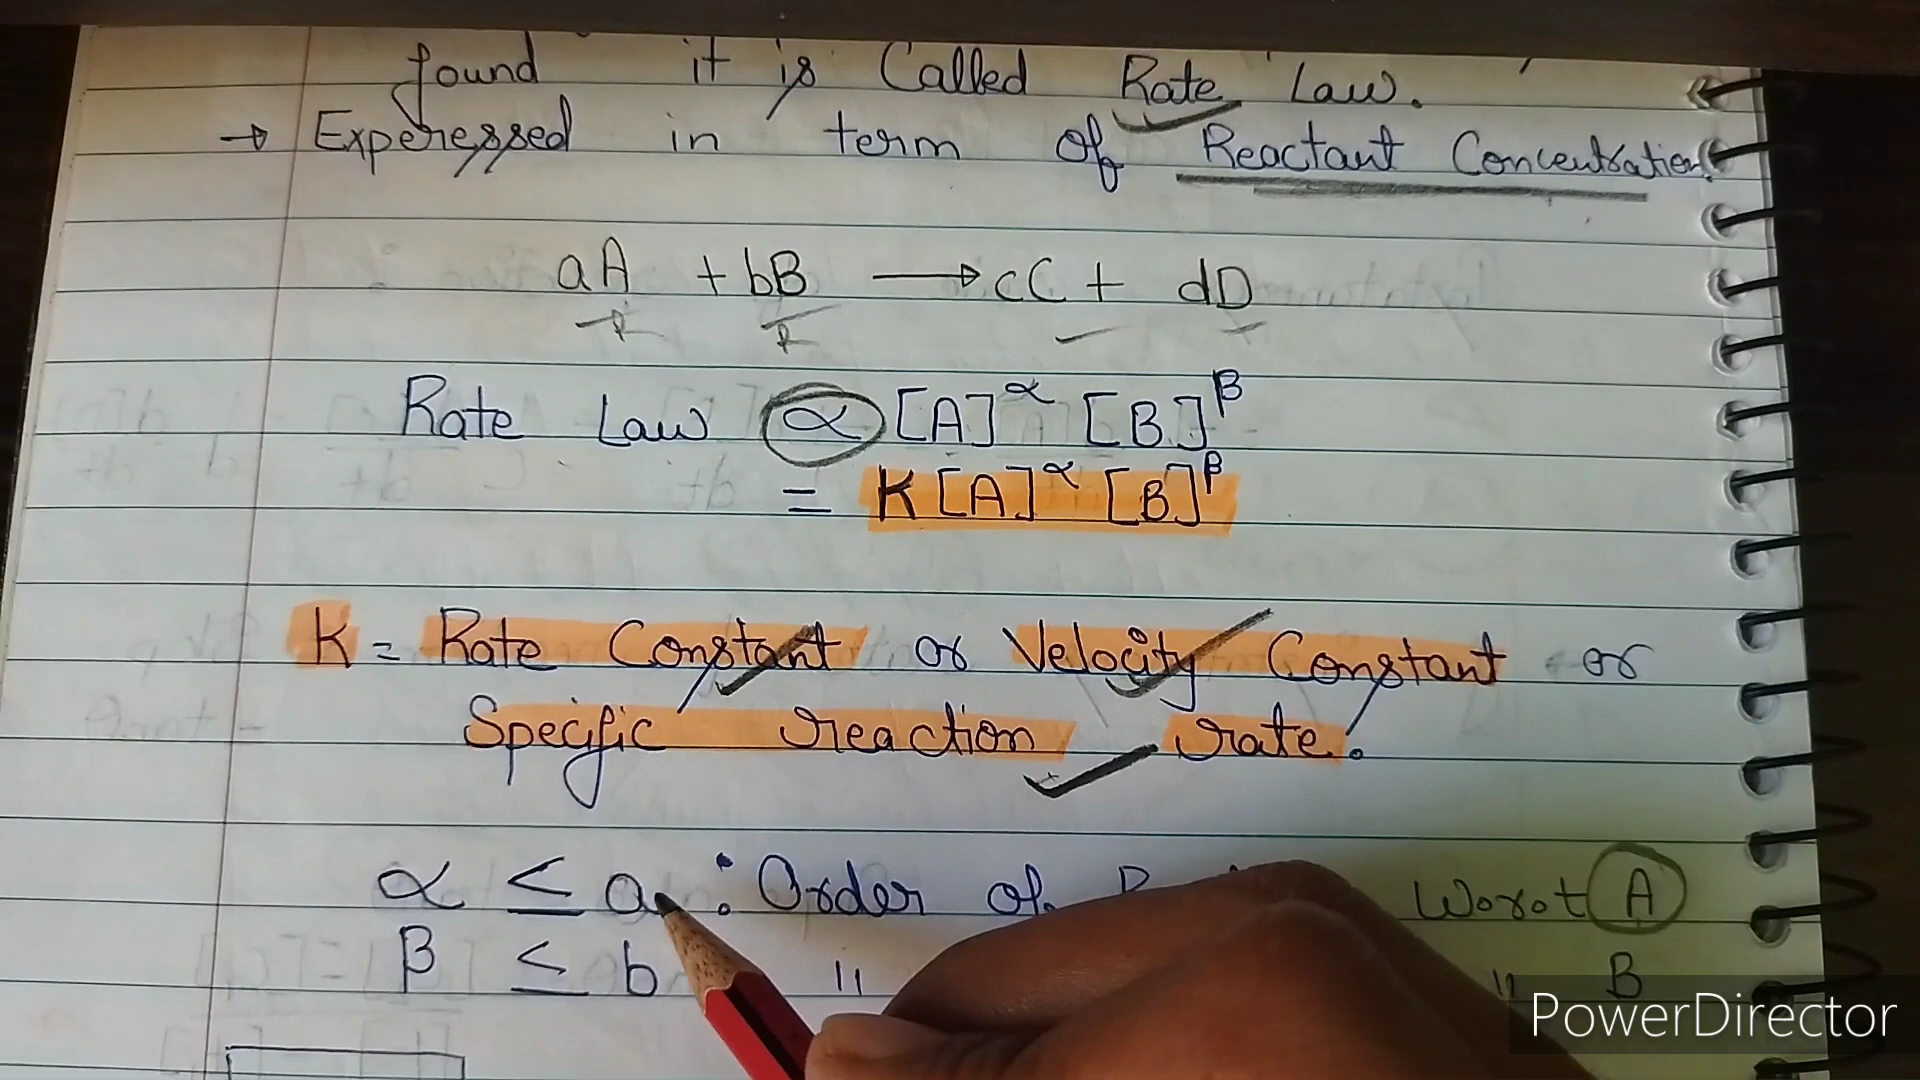 found it is Called Rate Law.
→ Experessed in term of Reactant Concentration.
aA + bB → cC + dD
R R
Rate Law ∝ [A]^α [B]^β
= K[A]^α [B]^β
K = Rate Constant or Velocity Constant or
Specific reaction rate.
α ≤ a : Order of w.r.t A
β ≤ b " " B
PowerDirector